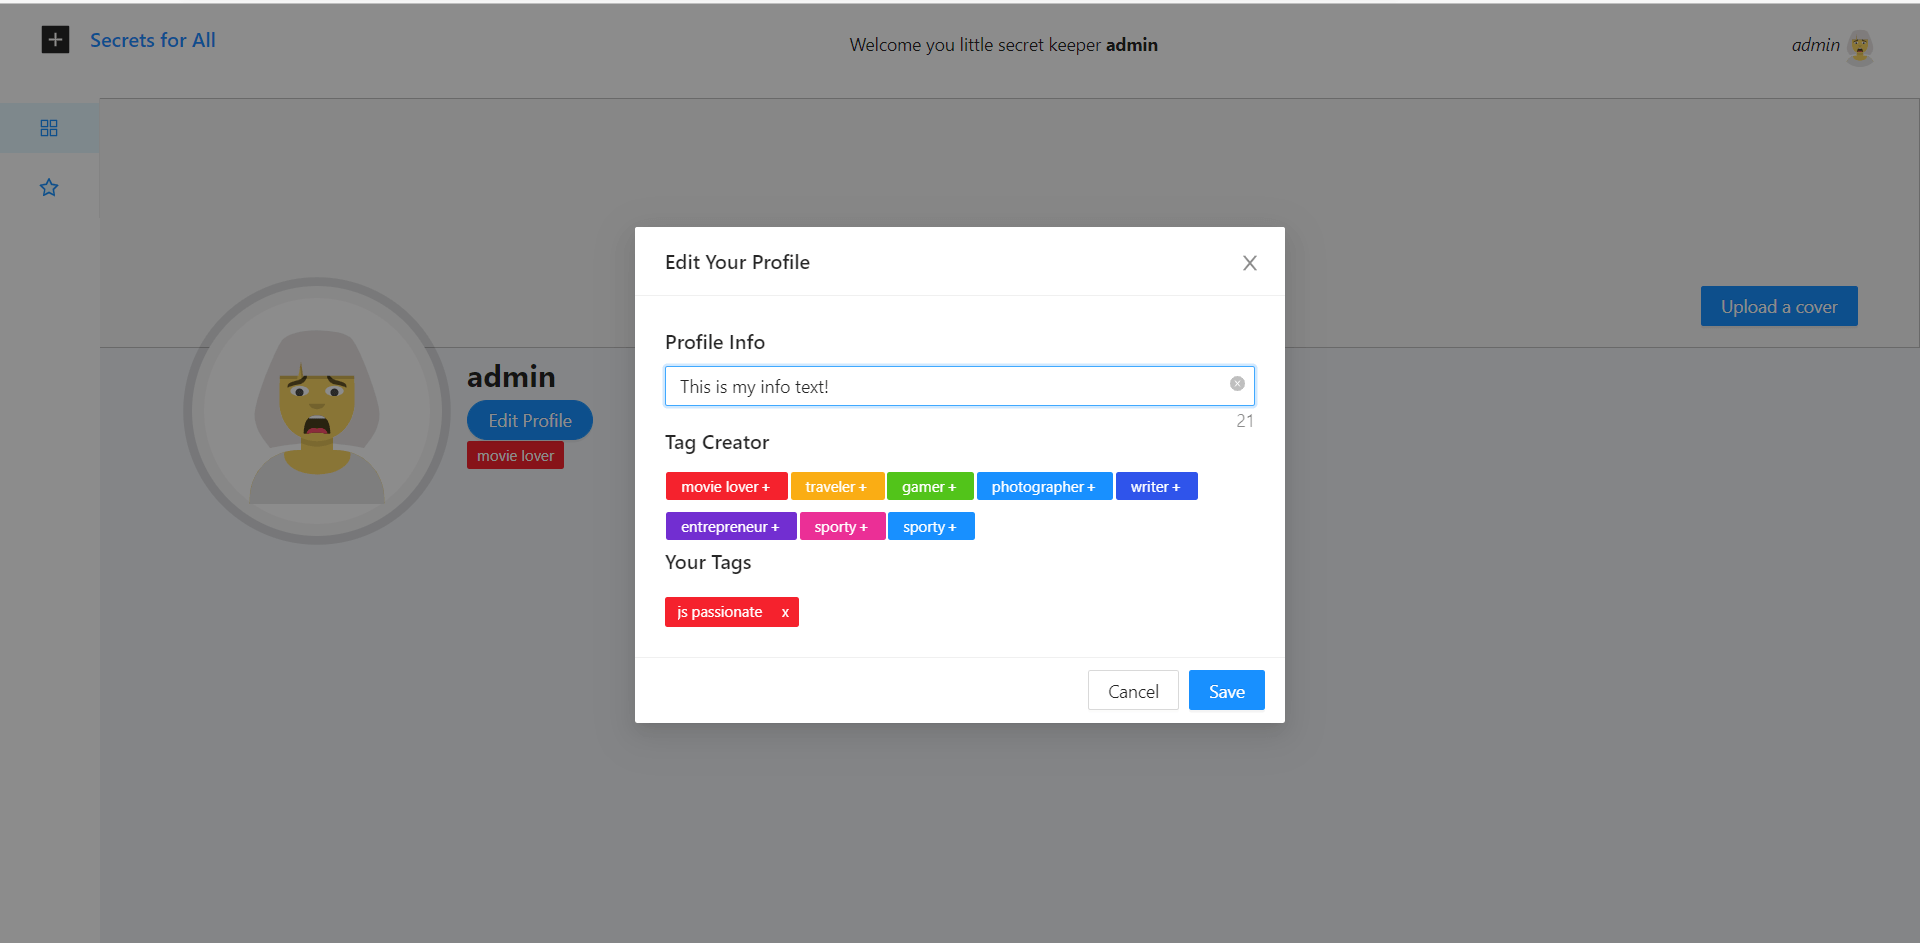 Secrets for All
Welcome you little secret keeper admin
admin
Upload a cover
admin
Edit Profile
movie lover
Edit Your Profile
Profile Info
This is my info text!
21
Tag Creator
movie lover + traveler + gamer + photographer + writer +
entrepreneur + sporty + sporty +
Your Tags
js passionate x
Cancel Save